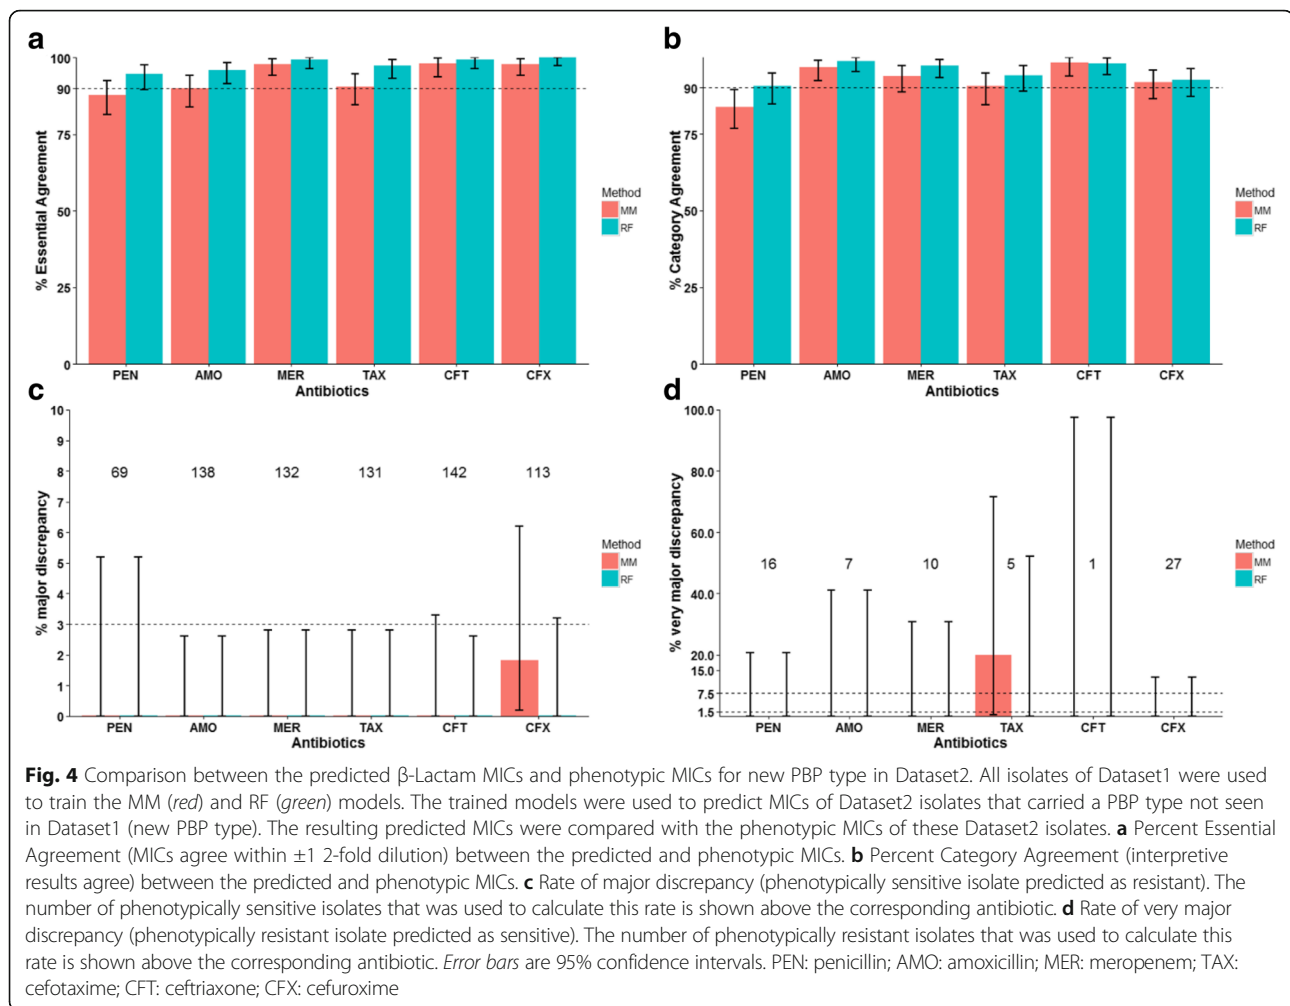 a
100
90
75
50
25
0
% Essential Agreement
PEN AMO MER TAX CFT CFX
Antibiotics
Method
MM
RF
b
100
90
75
50
25
0
% Category Agreement
PEN AMO MER TAX CFT CFX
Antibiotics
Method
MM
RF
c
10
9
8
7
6
5
4
3
2
1
0
% major discrepancy
69 138 132 131 142 113
PEN AMO MER TAX CFT CFX
Antibiotics
Method
MM
RF
d
100.0
80.0
60.0
40.0
20.0
15.0
7.5
1.5
% very major discrepancy
16 7 10 5 1 27
PEN AMO MER TAX CFT CFX
Antibiotics
Method
MM
RF
Fig. 4 Comparison between the predicted β-Lactam MICs and phenotypic MICs for new PBP type in Dataset2. All isolates of Dataset1 were used
to train the MM (red) and RF (green) models. The trained models were used to predict MICs of Dataset2 isolates that carried a PBP type not seen
in Dataset1 (new PBP type). The resulting predicted MICs were compared with the phenotypic MICs of these Dataset2 isolates. a Percent Essential
Agreement (MICs agree within ±1 2-fold dilution) between the predicted and phenotypic MICs. b Percent Category Agreement (interpretive
results agree) between the predicted and phenotypic MICs. c Rate of major discrepancy (phenotypically sensitive isolate predicted as resistant). The
number of phenotypically sensitive isolates that was used to calculate this rate is shown above the corresponding antibiotic. d Rate of very major
discrepancy (phenotypically resistant isolate predicted as sensitive). The number of phenotypically resistant isolates that was used to calculate this
rate is shown above the corresponding antibiotic. Error bars are 95% confidence intervals. PEN: penicillin; AMO: amoxicillin; MER: meropenem; TAX:
cefotaxime; CFT: ceftriaxone; CFX: cefuroxime